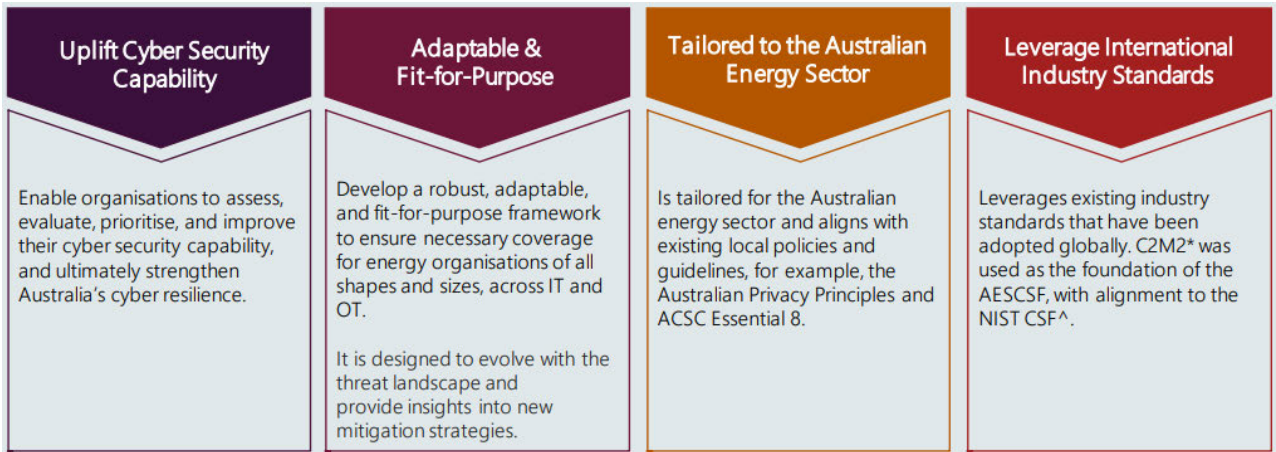 Uplift Cyber Security
Capability
Enable organisations to assess,
evaluate, prioritise, and improve
their cyber security capability,
and ultimately strengthen
Australia's cyber resilience.
Adaptable &
Fit-for-Purpose
Develop a robust, adaptable,
and fit-for-purpose framework
to ensure necessary coverage
for energy organisations of all
shapes and sizes, across IT and
OT.
It is designed to evolve with the
threat landscape and
provide insights into new
mitigation strategies.
Tailored to the Australian
Energy Sector
Is tailored for the Australian
energy sector and aligns with
existing local policies and
guidelines, for example, the
Australian Privacy Principles and
ACSC Essential 8.
Leverage International
Industry Standards
Leverages existing industry
standards that have been
adopted globally. C2M2* was
used as the foundation of the
AESCSF, with alignment to the
NIST CSF^.